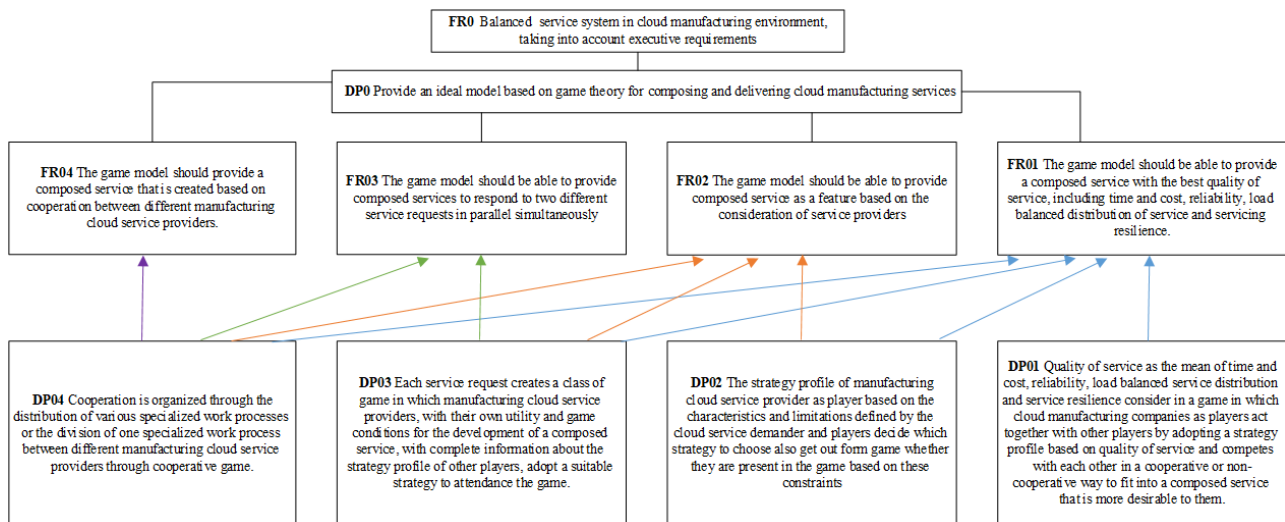 FR0 Balanced service system in cloud manufacturing environment,
taking into account executive requirements
DP0 Provide an ideal model based on game theory for composing and delivering cloud manufacturing services
FR04 The game model should provide a
composed service that is created based on
cooperation between different manufacturing
cloud service providers.
FR03 The game model should be able to provide
composed services to respond to two different
service requests in parallel simultaneously
FR02 The game model should be able to provide
composed service as a feature based on the
consideration of service providers
FR01 The game model should be able to provide
a composed service with the best quality of
service, including time and cost, reliability, load
balanced distribution of service and servicing
resilience.
DP04 Cooperation is organized through the
distribution of various specialized work processes
or the division of one specialized work process
between different manufacturing cloud service
providers through cooperative game.
DP03 Each service request creates a class of
game in which manufacturing cloud service
providers, with their own utility and game
conditions for the development of a composed
service, with complete information about the
strategy profile of other players, adopt a suitable
strategy to attendance the game.
DP02 The strategy profile of manufacturing
cloud service provider as player based on the
characteristics and limitations defined by the
cloud service demander and players decide which
strategy to choose also get out form game whether
they are present in the game based on these
constraints
DP01 Quality of service as the mean of time and
cost, reliability, load balanced service distribution
and service resilience consider in a game in which
cloud manufacturing companies as players act
together with other players by adopting a strategy
profile based on quality of service and competes
with each other in a cooperative or non-
cooperative way to fit into a composed service
that is more desirable to them.